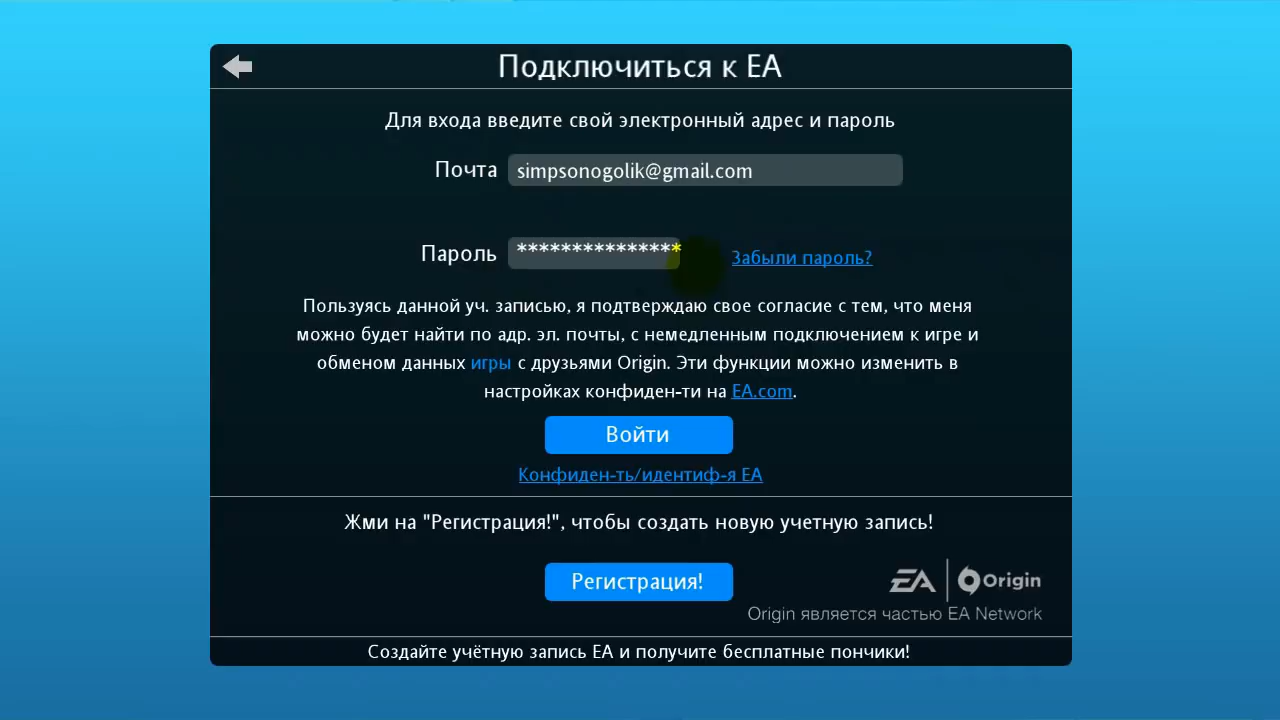 Подключиться к EA
Для входа введите свой электронный адрес и пароль
Почта simpsonogolik@gmail.com
Пароль *************** Забыли пароль?
Пользуясь данной уч. записью, я подтверждаю свое согласие с тем, что меня
можно будет найти по адр. эл. почты, с немедленным подключением к игре и
обменом данных игры с друзьями Origin. Эти функции можно изменить в
настройках конфиден-ти на EA.com.
Войти
Конфиден-ть/идентиф-я EA
Жми на "Регистрация!", чтобы создать новую учетную запись!
Регистрация!
EA Origin
Origin является частью EA Network
Создайте учётную запись EA и получите бесплатные пончики!